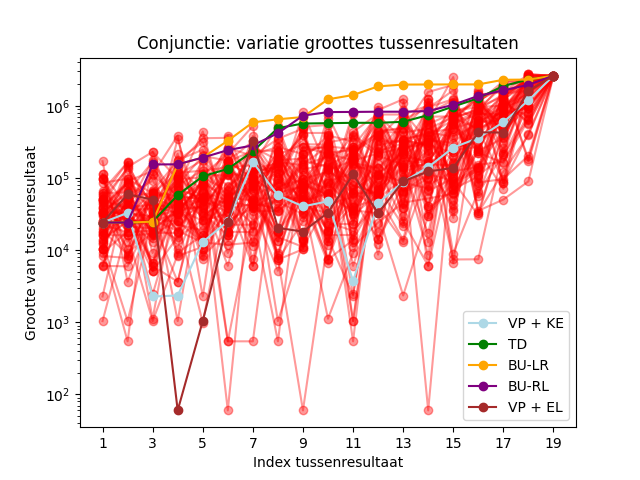 Conjunctie: variatie groottes tussenresultaten
Grootte van tussenresultaat
10^6
10^5
10^4
10^3
10^2
1 3 5 7 9 11 13 15 17 19
Index tussenresultaat
VP + KE
TD
BU-LR
BU-RL
VP + EL